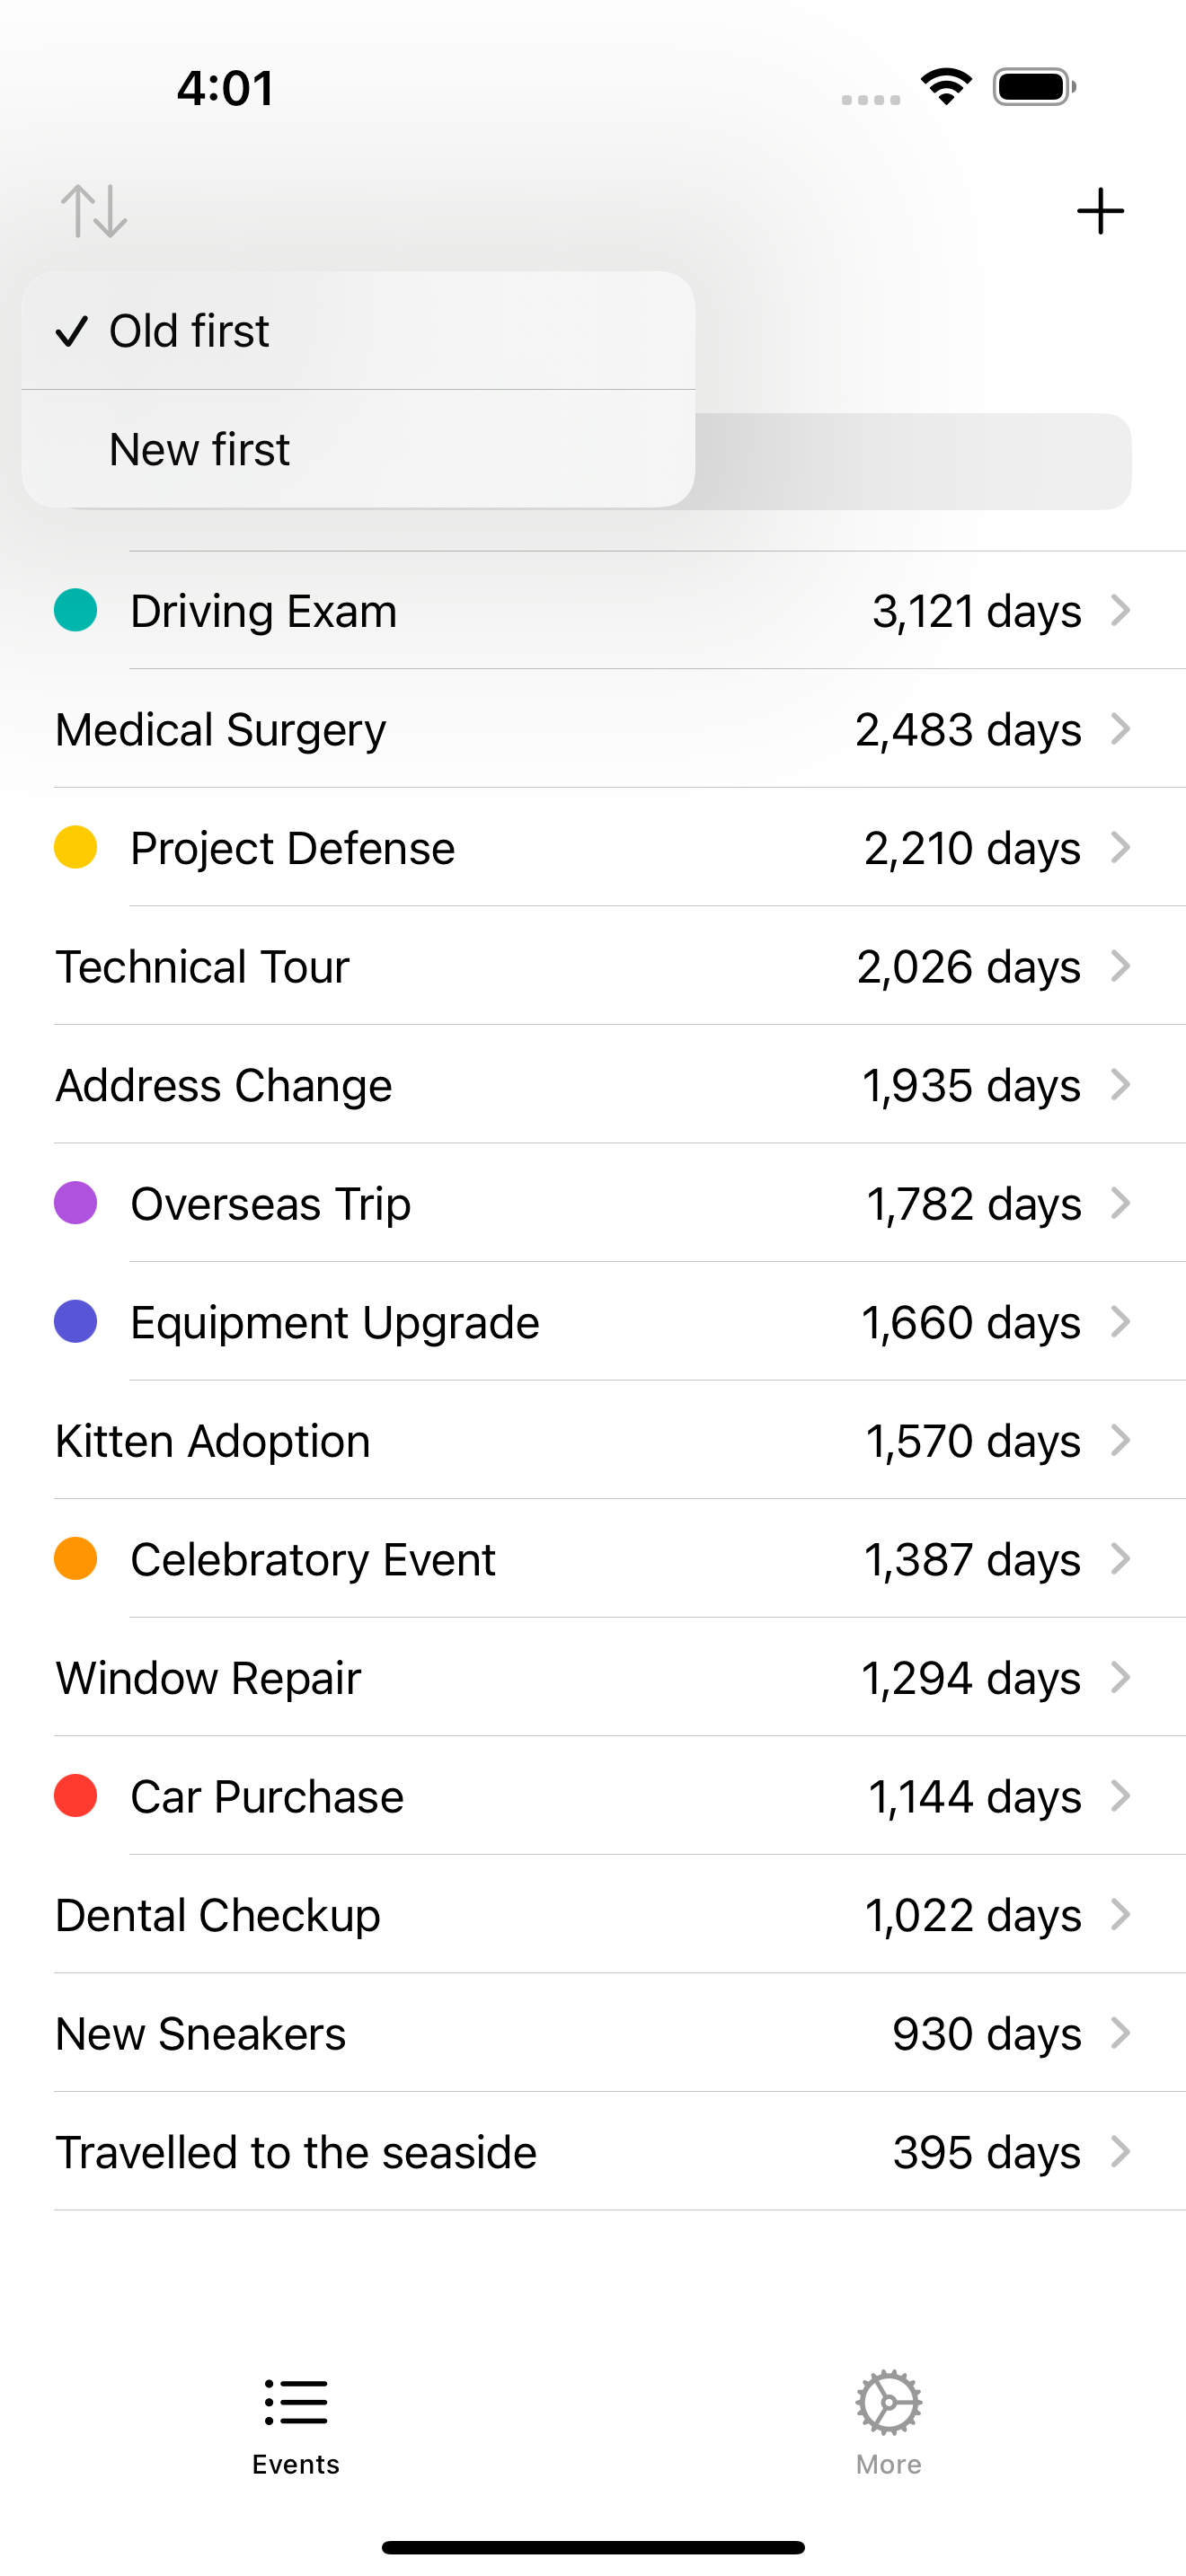 4:01
Old first
New first
Driving Exam 3,121 days
Medical Surgery 2,483 days
Project Defense 2,210 days
Technical Tour 2,026 days
Address Change 1,935 days
Overseas Trip 1,782 days
Equipment Upgrade 1,660 days
Kitten Adoption 1,570 days
Celebratory Event 1,387 days
Window Repair 1,294 days
Car Purchase 1,144 days
Dental Checkup 1,022 days
New Sneakers 930 days
Travelled to the seaside 395 days
Events More